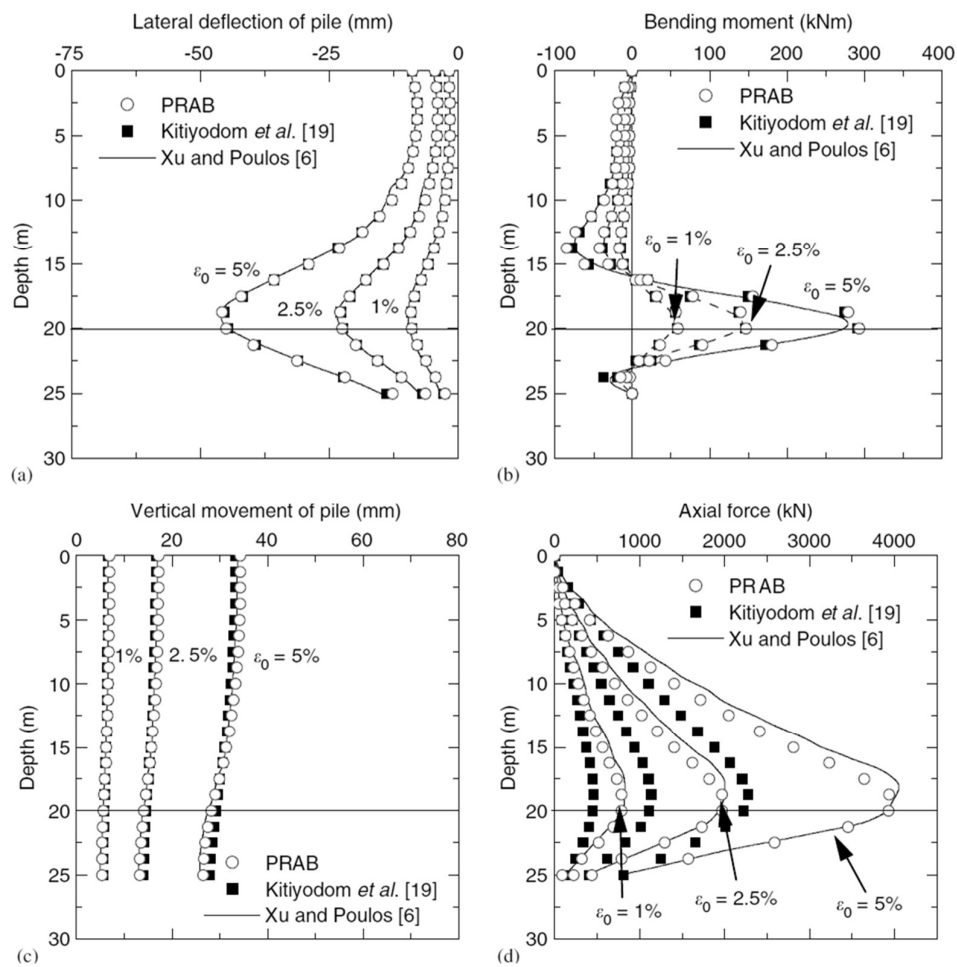 Lateral deflection of pile (mm)
-75 -50 -25 0
0
5
10
15
20
25
30
Depth (m)
PRAB
Kitiyodom et al. [19]
Xu and Poulos [6]
ε0 = 5%
2.5%
1%
(a)
Bending moment (kNm)
-100 0 100 200 300 400
0
5
10
15
20
25
30
Depth (m)
PRAB
Kitiyodom et al. [19]
Xu and Poulos [6]
ε0 = 1%
ε0 = 2.5%
ε0 = 5%
(b)
Vertical movement of pile (mm)
0 20 40 60 80
0
5
10
15
20
25
30
Depth (m)
1% 2.5% ε0 = 5%
PRAB
Kitiyodom et al. [19]
Xu and Poulos [6]
(c)
Axial force (kN)
0 1000 2000 3000 4000
0
5
10
15
20
25
30
Depth (m)
PRAB
Kitiyodom et al. [19]
Xu and Poulos [6]
ε0 = 1%
ε0 = 2.5%
ε0 = 5%
(d)